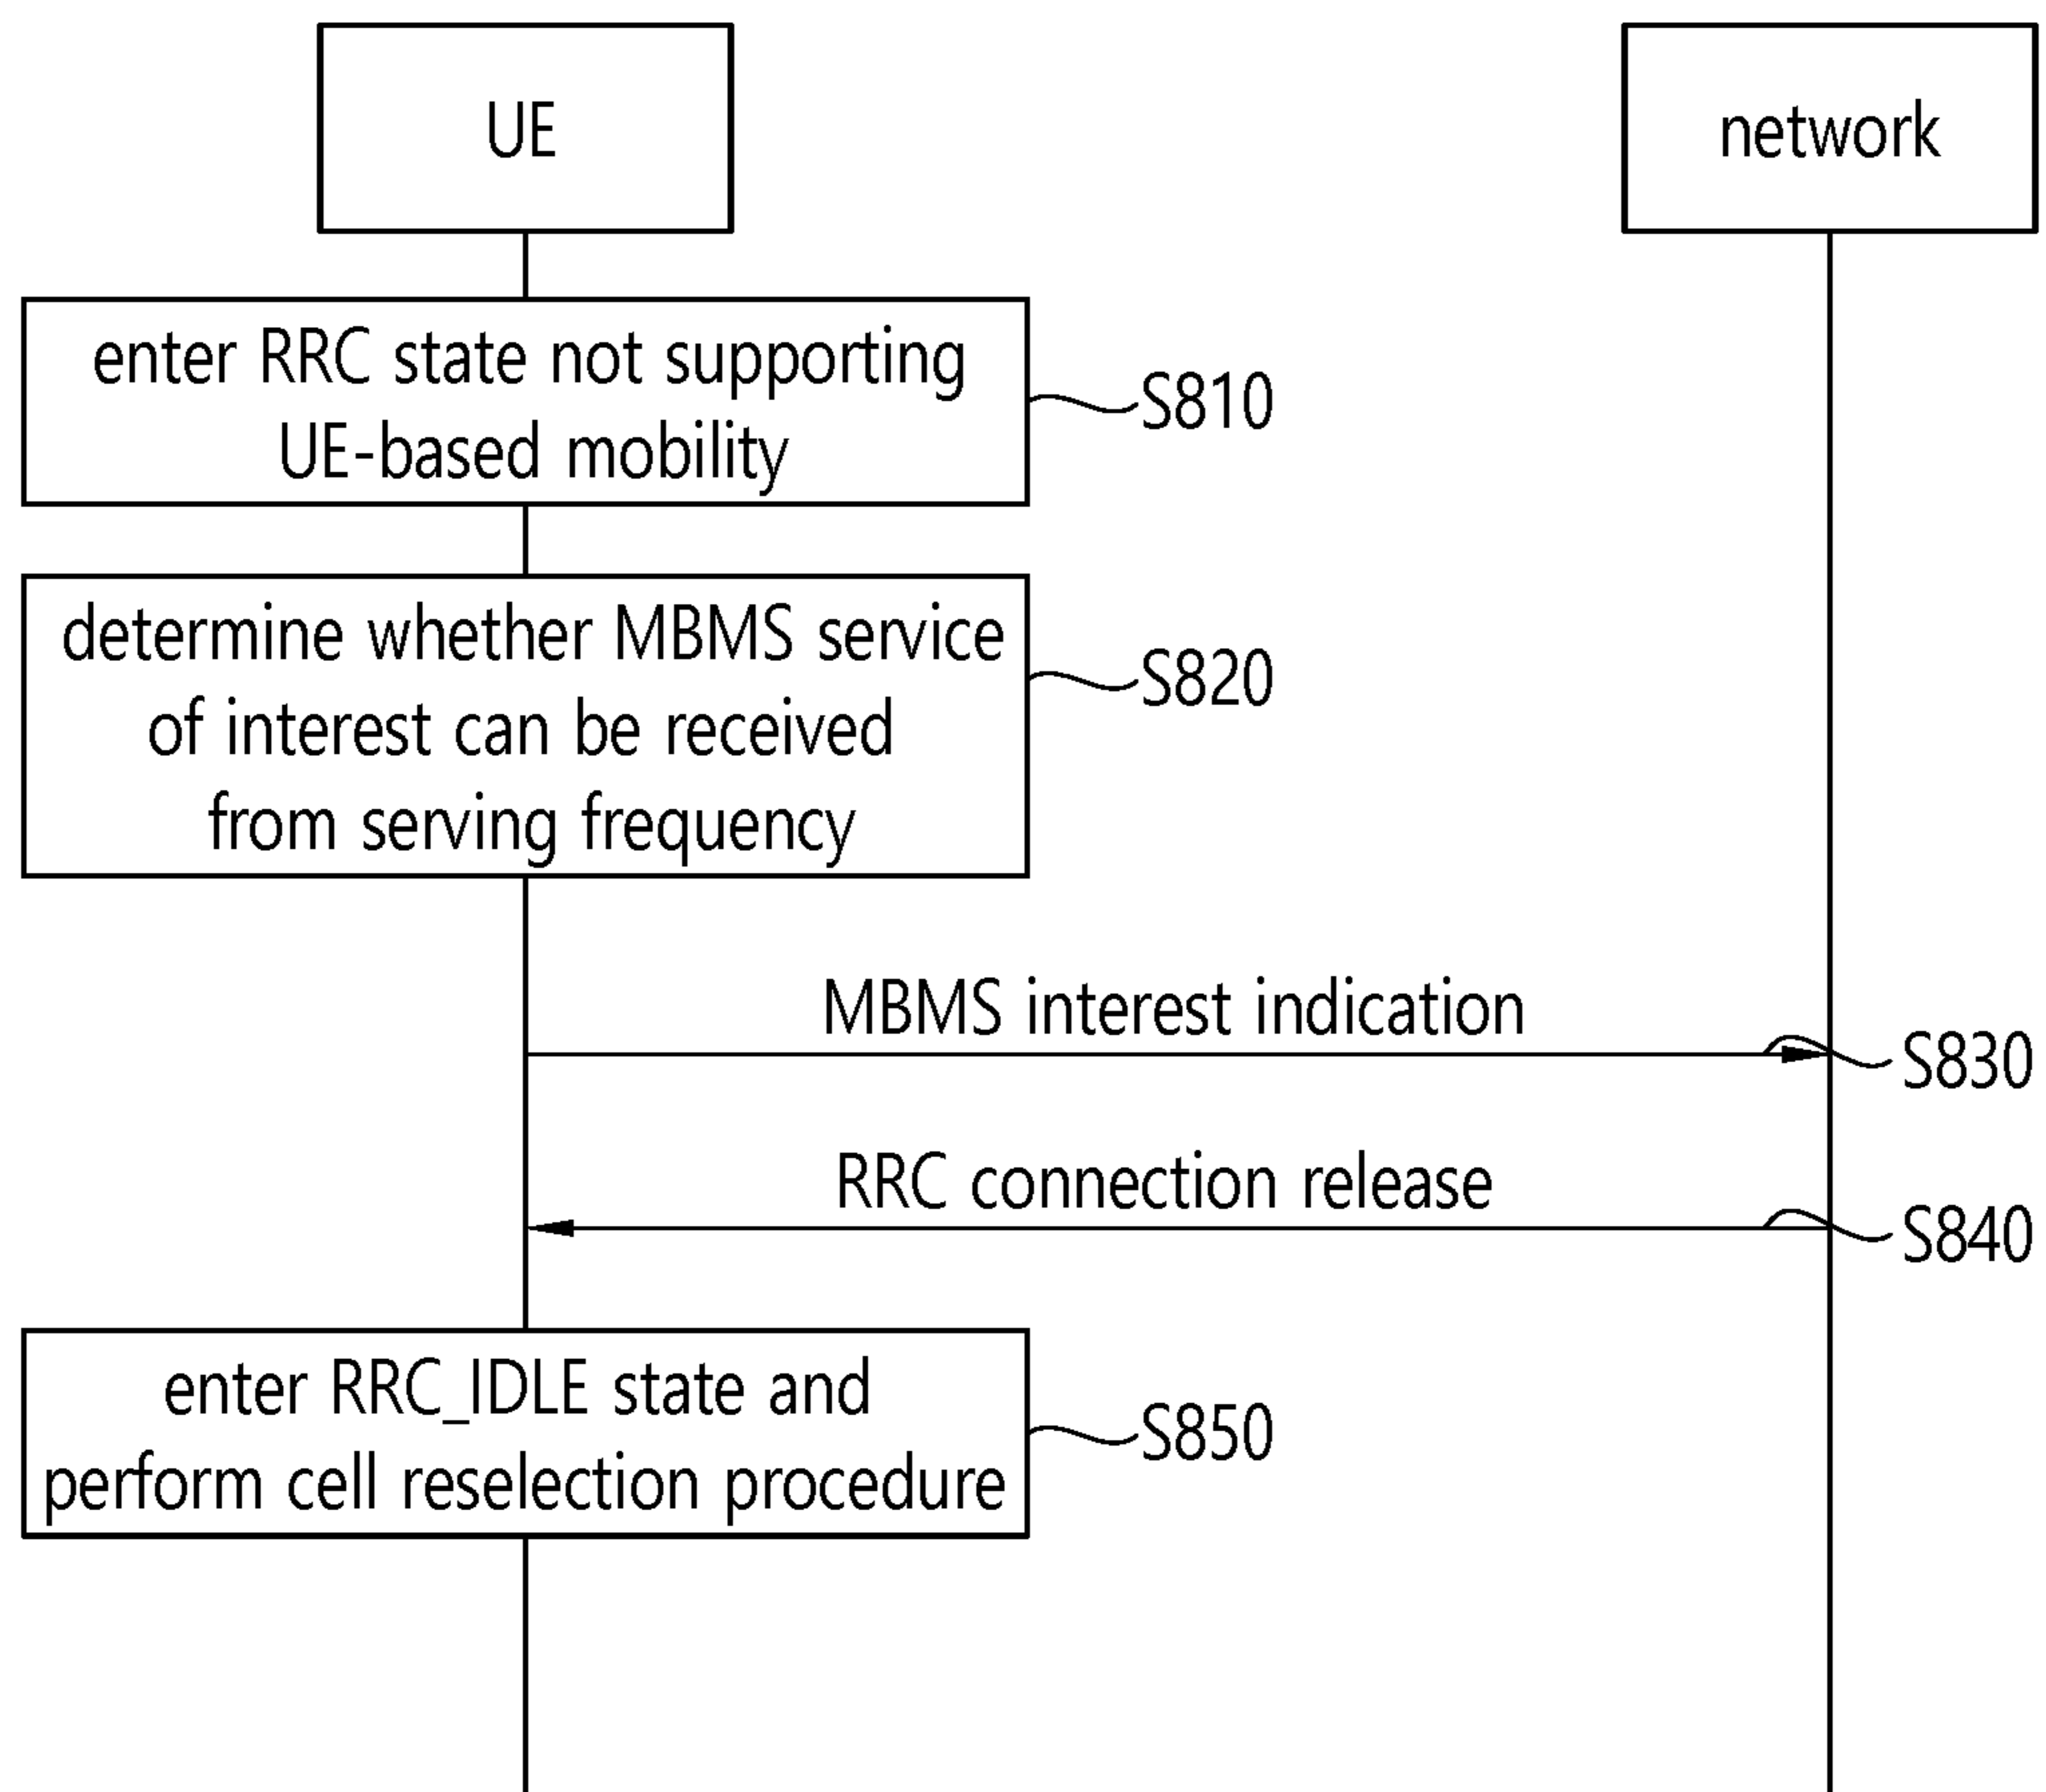 UE
network
enter RRC state not supporting
UE-based mobility
S810
determine whether MBMS service
of interest can be received
from serving frequency
S820
MBMS interest indication
S830
RRC connection release
S840
enter RRC_IDLE state and
perform cell reselection procedure
S850